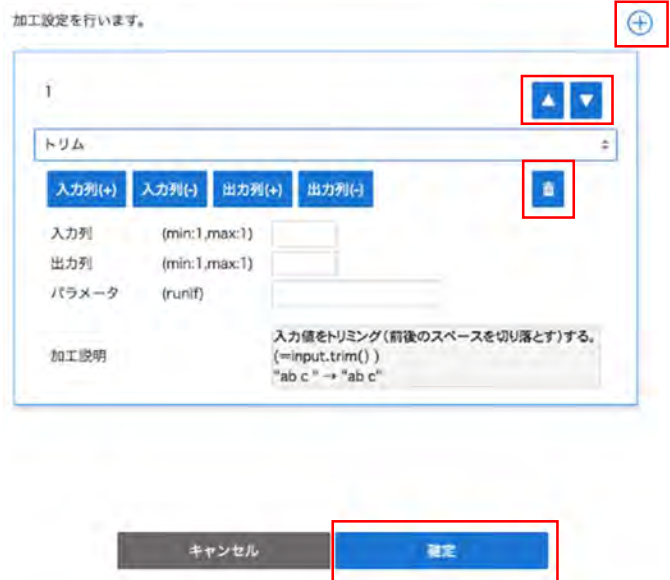 加工設定を行います。
1
トリム
入力列(+) 入力列(-) 出力列(+) 出力列(-)
入力列 (min:1,max:1)
出力列 (min:1,max:1)
パラメータ (runif)
加工説明
入力値をトリミング(前後のスペースを切り落とす)する。
(=input.trim() )
"ab c " → "ab c"
キャンセル 確定